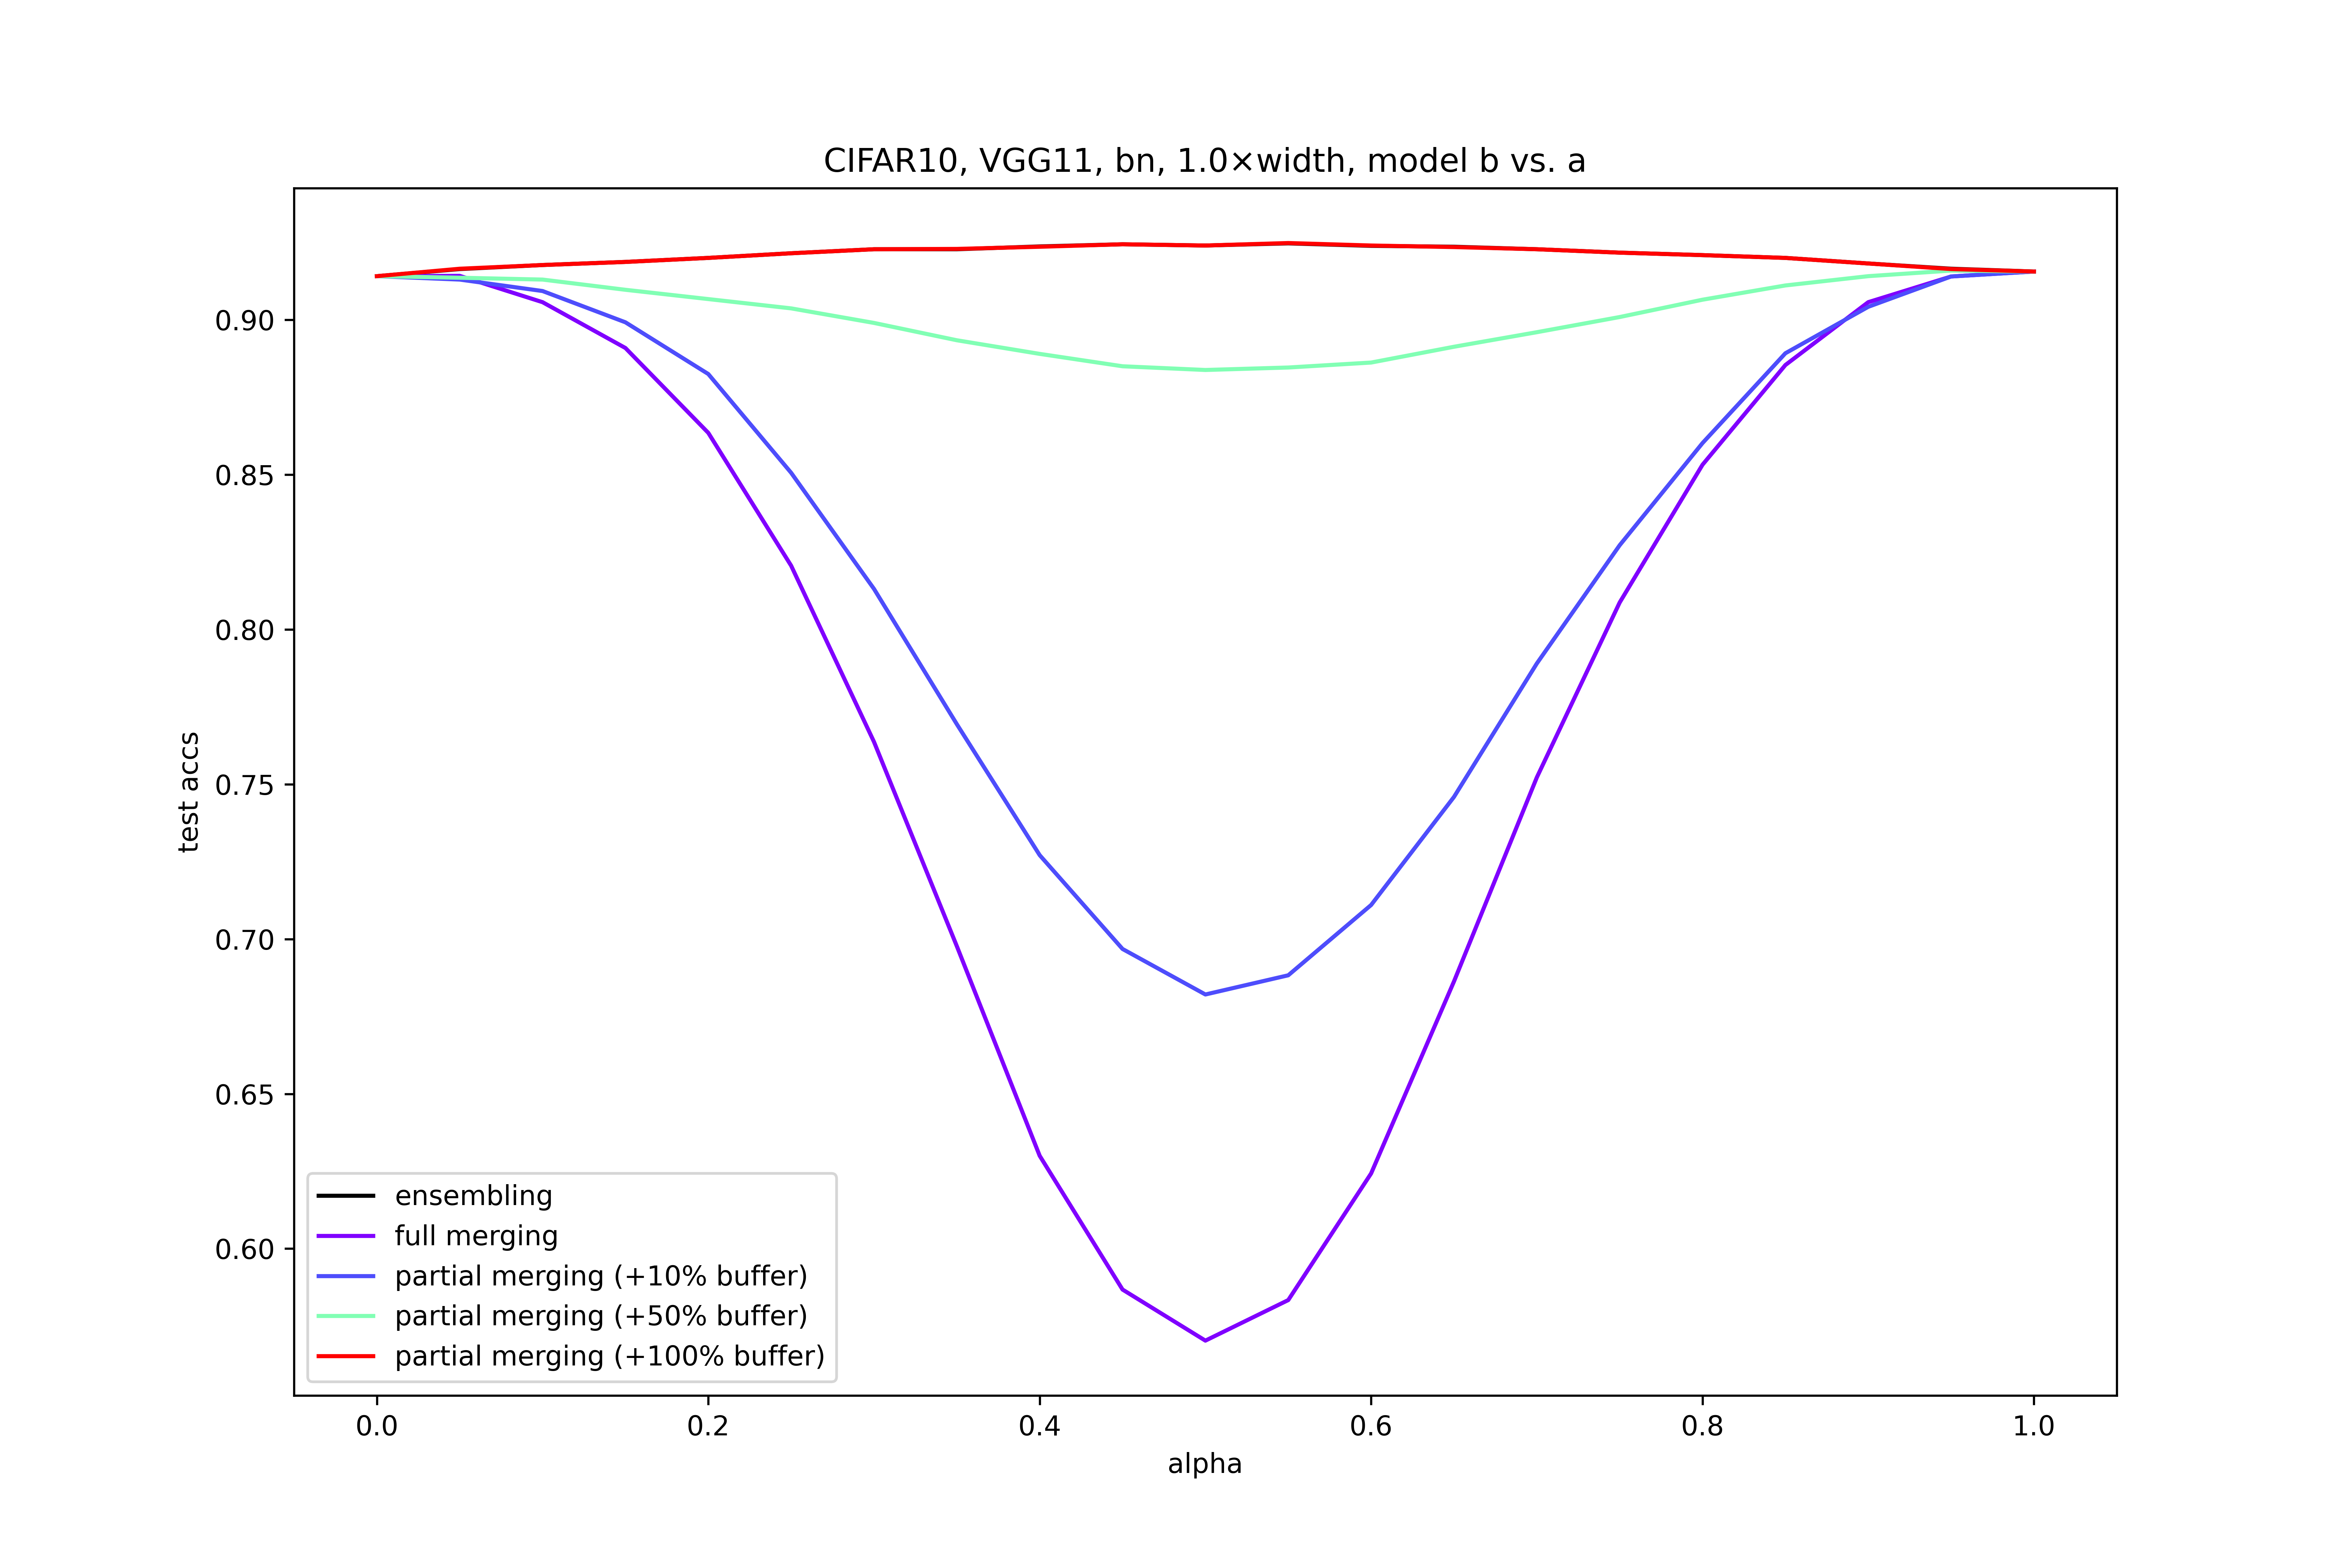 CIFAR10, VGG11, bn, 1.0×width, model b vs. a
test accs
0.90
0.85
0.80
0.75
0.70
0.65
0.60
ensembling
full merging
partial merging (+10% buffer)
partial merging (+50% buffer)
partial merging (+100% buffer)
0.0 0.2 0.4 0.6 0.8 1.0
alpha